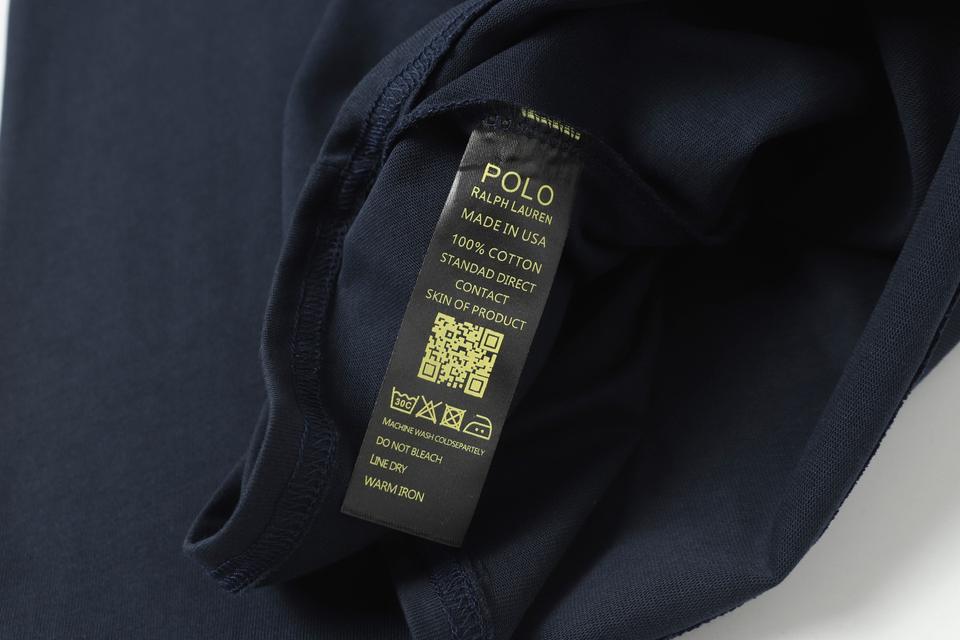 POLO
RALPH LAUREN
MADE IN USA
100% COTTON
STANDAD DIRECT
CONTACT
SKIN OF PRODUCT
30C
MACHINE WASH COLDSEPARTELY
DO NOT BLEACH
LINE DRY
WARM IRON